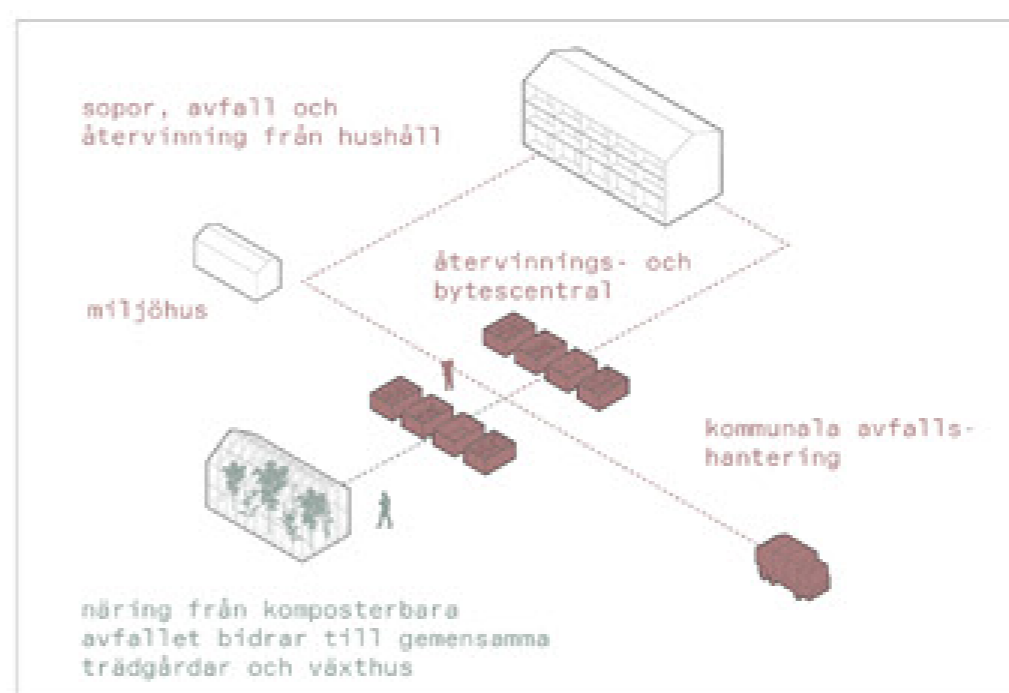 sopor, avfall och
återvinning från hushåll
återvinnings- och
bytescentral
miljöhus
kommunala avfalls-
hantering
näring från komposterbara
avfallet bidrar till gemensamma
trädgårdar och växthus